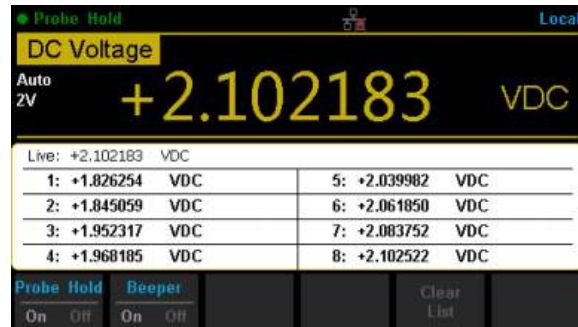 Probe Hold Local
DC Voltage
Auto
2V
+2.102183 VDC
Live: +2.102183 VDC
1: +1.826254 VDC 5: +2.039982 VDC
2: +1.845059 VDC 6: +2.061850 VDC
3: +1.952317 VDC 7: +2.083752 VDC
4: +1.968185 VDC 8: +2.102522 VDC
Probe Hold Beeper Clear
On Off On Off List